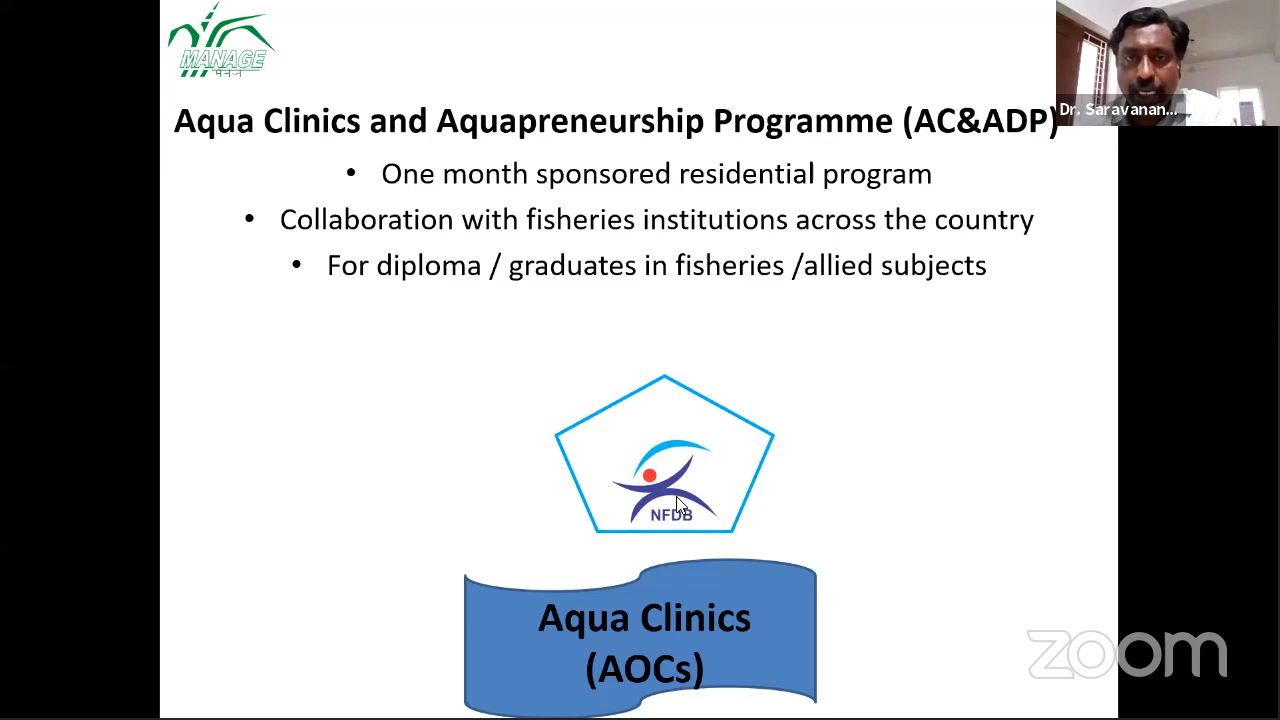 MANAGE
मैनेज
Aqua Clinics and Aquapreneurship Programme (AC&ADP)
Dr. Saravanan...
• One month sponsored residential program
• Collaboration with fisheries institutions across the country
• For diploma / graduates in fisheries /allied subjects
NFDB
Aqua Clinics
(AOCs)
zoom